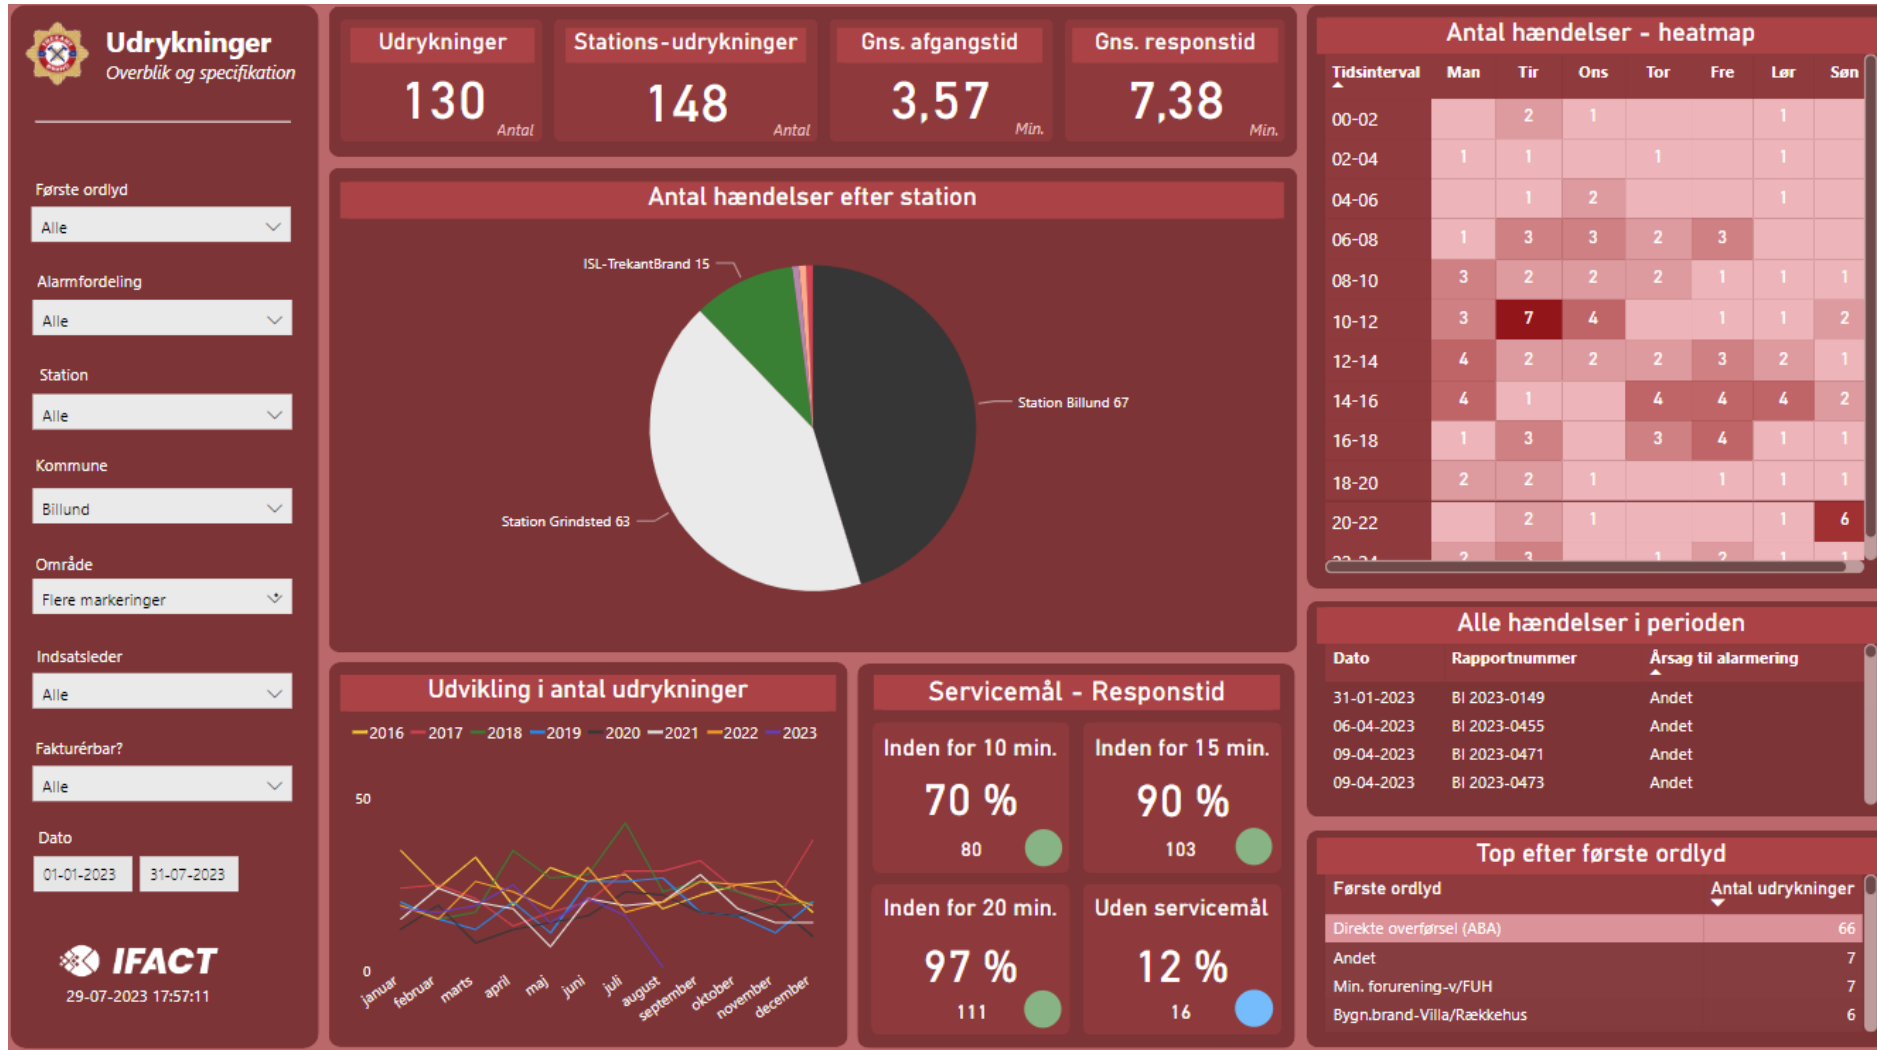 Udrykninger
Overblik og specifikation
Første ordlyd
Alle
Alarmfordeling
Alle
Station
Alle
Kommune
Billund
Område
Flere markeringer
Indsatsleder
Alle
Fakturérbar?
Alle
Dato
01-01-2023 31-07-2023
IFACT
29-07-2023 17:57:11
Udrykninger
130
Antal
Stations-udrykninger
148
Antal
Gns. afgangstid
3,57
Min.
Gns. responstid
7,38
Min.
Antal hændelser efter station
ISL-TrekantBrand 15
Station Billund 67
Station Grindsted 63
Udvikling i antal udrykninger
2016 2017 2018 2019 2020 2021 2022 2023
50
0
januar februar marts april maj juni juli august september oktober november december
Servicemål - Responstid
Inden for 10 min.
70 %
80
Inden for 15 min.
90 %
103
Inden for 20 min.
97 %
111
Uden servicemål
12 %
16
Antal hændelser - heatmap
Tidsinterval Man Tir Ons Tor Fre Lør Søn
00-02 2 1 1
02-04 1 1 1 1
04-06 1 2 1
06-08 1 3 3 2 3
08-10 3 2 2 2 1 1 1
10-12 3 7 4 1 1 2
12-14 4 2 2 2 3 2 1
14-16 4 1 4 4 4 2
16-18 1 3 3 4 1 1
18-20 2 2 1 1 1 1
20-22 2 1 1 6
22-24 2 3 1 2 1 1
Alle hændelser i perioden
Dato Rapportnummer Årsag til alarmering
31-01-2023 BI 2023-0149 Andet
06-04-2023 BI 2023-0455 Andet
09-04-2023 BI 2023-0471 Andet
09-04-2023 BI 2023-0473 Andet
Top efter første ordlyd
Første ordlyd Antal udrykninger
Direkte overførsel (ABA) 66
Andet 7
Min. forurening-v/FUH 7
Bygn.brand-Villa/Rækkehus 6